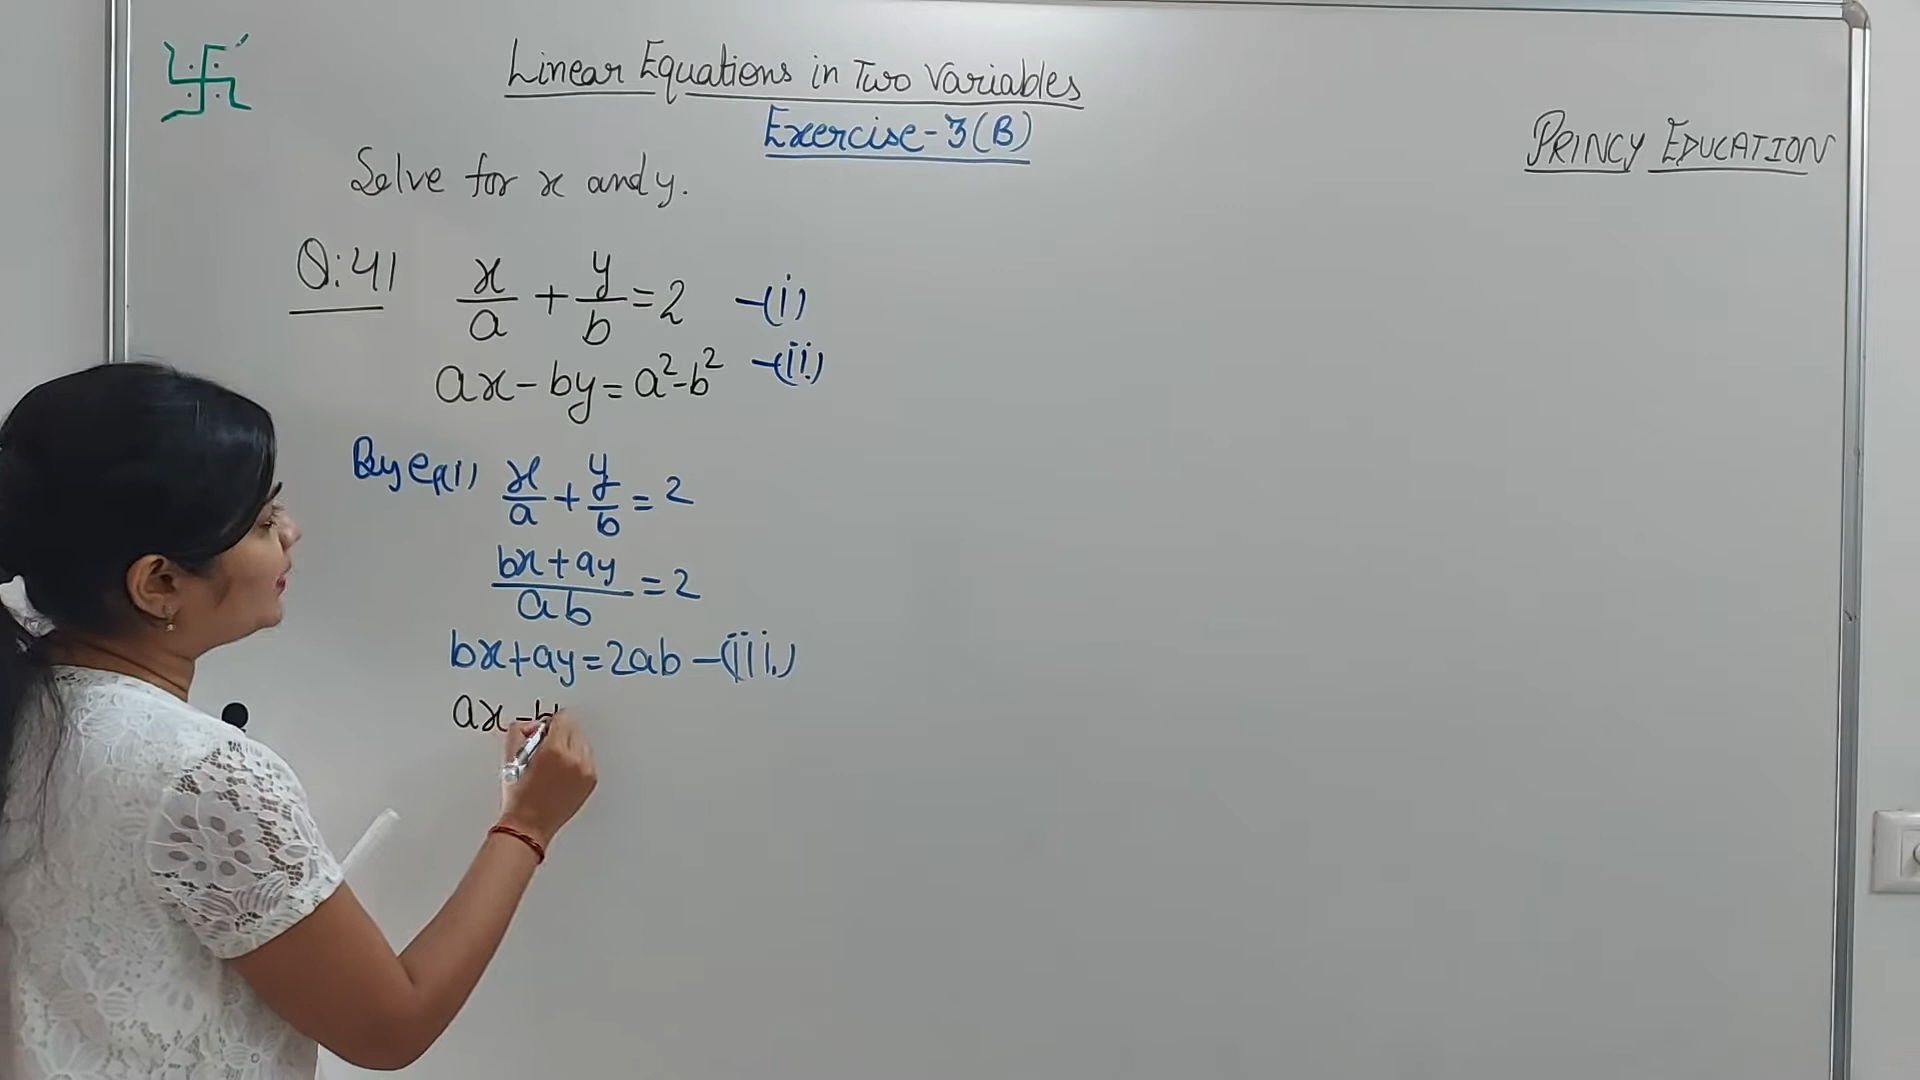 Linear Equations in Two Variables
Exercise-3(B)
PRINCY EDUCATION
Solve for x and y.
Q:41 x/a + y/b = 2 -(i)
ax - by = a²-b² -(ii)
By eq(i) x/a + y/b = 2
bx+ay/ab = 2
bx+ay=2ab -(iii)
ax - b